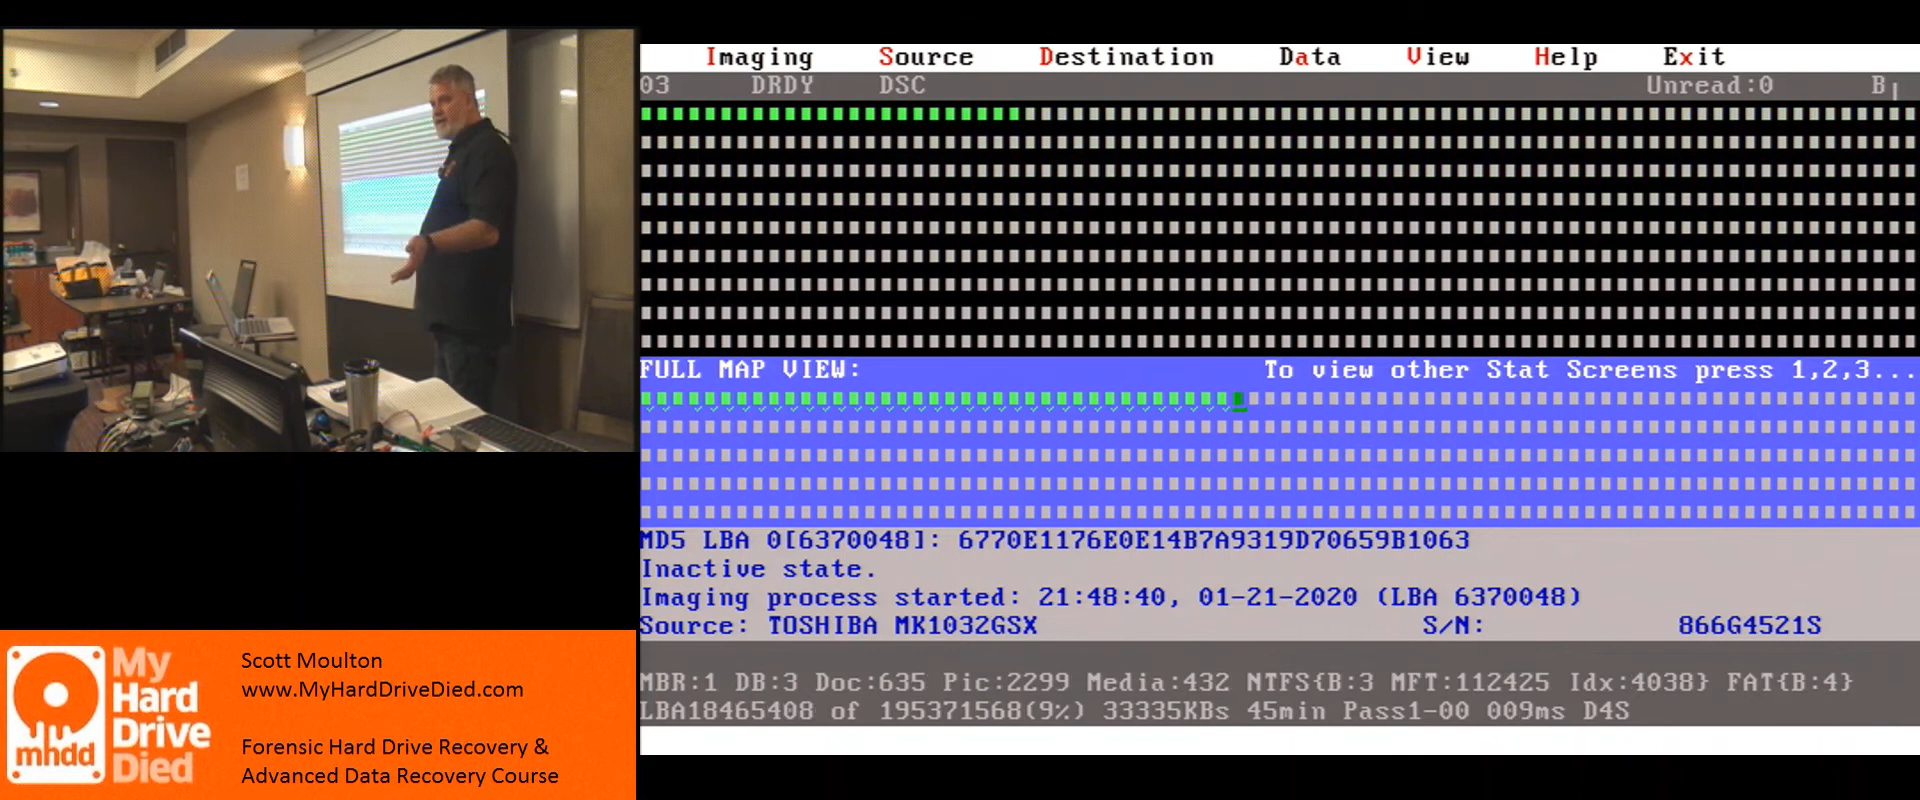 Imaging Source Destination Data View Help Exit
03 DRDY DSC Unread:0 B
FULL MAP VIEW: To view other Stat Screens press 1,2,3...
MD5 LBA 0[6370048]: 6770E1176E0E14B7A9319D70659B1063
Inactive state.
Imaging process started: 21:48:40, 01-21-2020 (LBA 6370048)
Source: TOSHIBA MK1032GSX S/N: 866G4521S
MBR:1 DB:3 Doc:635 Pic:2299 Media:432 NTFS{B:3 MFT:112425 Idx:4038} FAT{B:4}
LBA18465408 of 195371568(9%) 33335KBs 45min Pass1-00 009ms D4S
My
Hard
Drive
Died
mhdd
Scott Moulton
www.MyHardDriveDied.com
Forensic Hard Drive Recovery &
Advanced Data Recovery Course